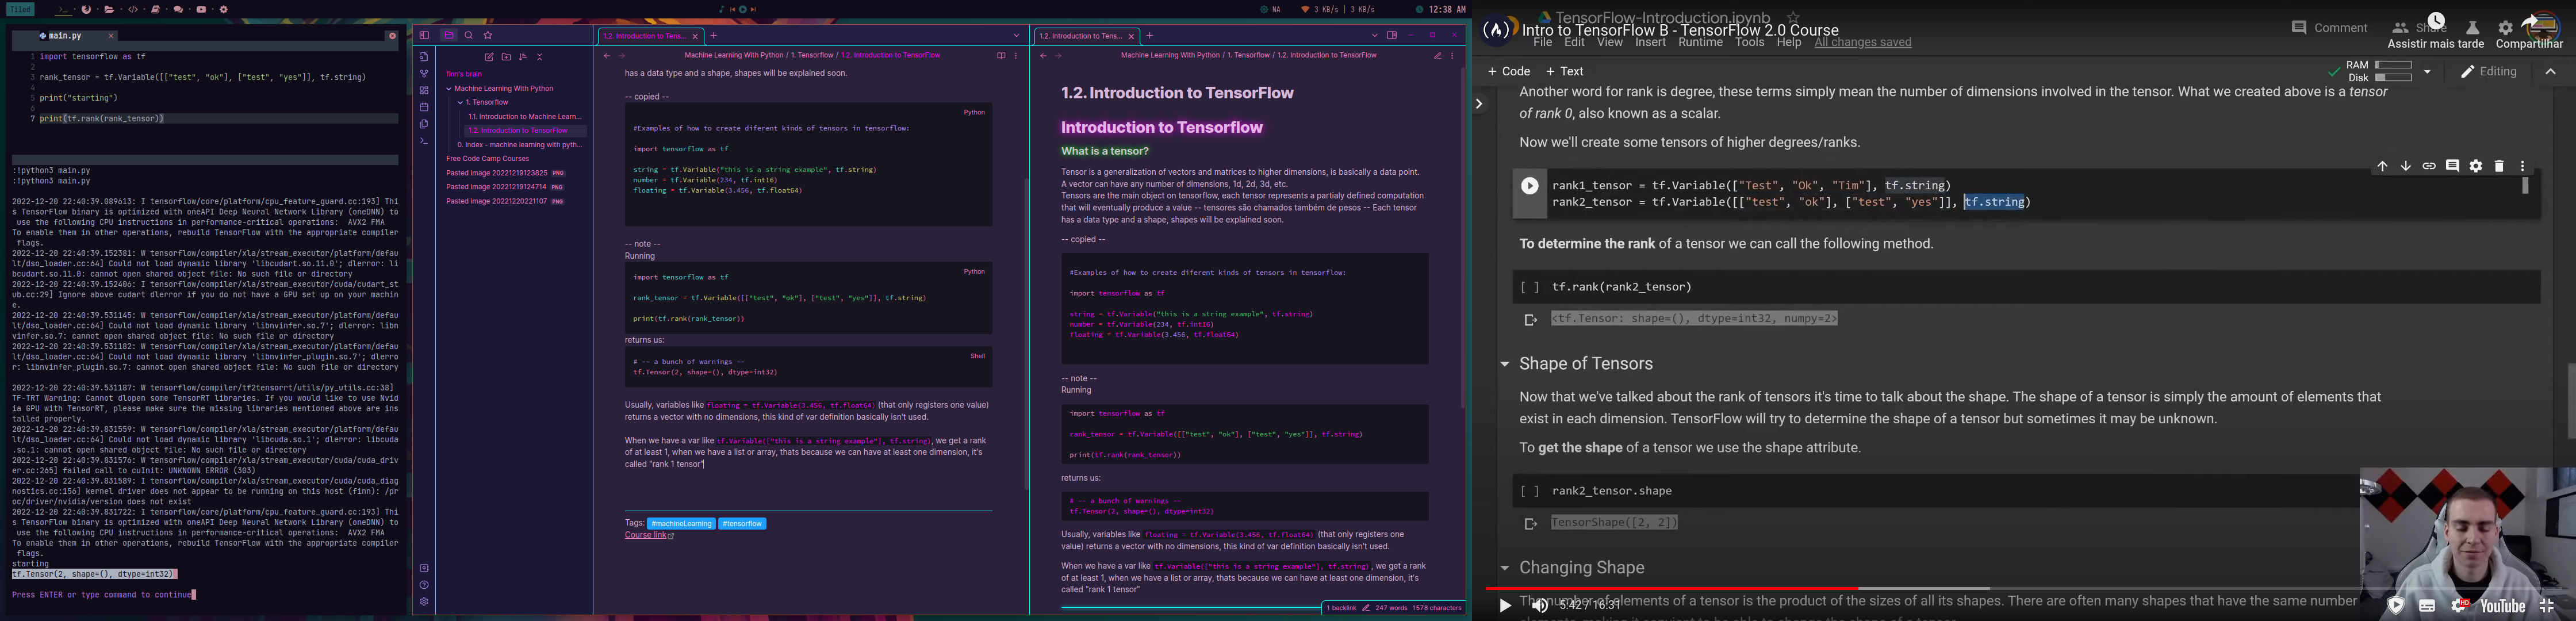 Tiled
NA
3 KB/s | 3 KB/s
12:38 AM
main.py
1 import tensorflow as tf
2
3 rank_tensor = tf.Variable([["test", "ok"], ["test", "yes"]], tf.string)
4
5 print("starting")
6
7 print(tf.rank(rank_tensor))
:!python3 main.py
:!python3 main.py
2022-12-20 22:40:39.089613: I tensorflow/core/platform/cpu_feature_guard.cc:193] Thi
s TensorFlow binary is optimized with oneAPI Deep Neural Network Library (oneDNN) to
use the following CPU instructions in performance-critical operations:  AVX2 FMA
To enable them in other operations, rebuild TensorFlow with the appropriate compiler
flags.
2022-12-20 22:40:39.152381: W tensorflow/compiler/xla/stream_executor/platform/defau
lt/dso_loader.cc:64] Could not load dynamic library 'libcudart.so.11.0'; dlerror: li
bcudart.so.11.0: cannot open shared object file: No such file or directory
2022-12-20 22:40:39.152406: I tensorflow/compiler/xla/stream_executor/cuda/cudart_st
ub.cc:29] Ignore above cudart dlerror if you do not have a GPU set up on your machin
e.
2022-12-20 22:40:39.531145: W tensorflow/compiler/xla/stream_executor/platform/defau
lt/dso_loader.cc:64] Could not load dynamic library 'libnvinfer.so.7'; dlerror: libn
vinfer.so.7: cannot open shared object file: No such file or directory
2022-12-20 22:40:39.531182: W tensorflow/compiler/xla/stream_executor/platform/defau
lt/dso_loader.cc:64] Could not load dynamic library 'libnvinfer_plugin.so.7'; dlerro
r: libnvinfer_plugin.so.7: cannot open shared object file: No such file or directory
2022-12-20 22:40:39.531187: W tensorflow/compiler/tf2tensorrt/utils/py_utils.cc:38]
TF-TRT Warning: Cannot dlopen some TensorRT libraries. If you would like to use Nvid
ia GPU with TensorRT, please make sure the missing libraries mentioned above are ins
talled properly.
2022-12-20 22:40:39.831559: W tensorflow/compiler/xla/stream_executor/platform/defau
lt/dso_loader.cc:64] Could not load dynamic library 'libcuda.so.1'; dlerror: libcuda
.so.1: cannot open shared object file: No such file or directory
2022-12-20 22:40:39.831576: W tensorflow/compiler/xla/stream_executor/cuda/cuda_driv
er.cc:265] failed call to cuInit: UNKNOWN ERROR (303)
2022-12-20 22:40:39.831589: I tensorflow/compiler/xla/stream_executor/cuda/cuda_diag
nostics.cc:156] kernel driver does not appear to be running on this host (finn): /pr
oc/driver/nvidia/version does not exist
2022-12-20 22:40:39.831722: I tensorflow/core/platform/cpu_feature_guard.cc:193] Thi
s TensorFlow binary is optimized with oneAPI Deep Neural Network Library (oneDNN) to
use the following CPU instructions in performance-critical operations:  AVX2 FMA
To enable them in other operations, rebuild TensorFlow with the appropriate compiler
flags.
starting
tf.Tensor(2, shape=(), dtype=int32)
Press ENTER or type command to continue
finn's brain
Machine Learning With Python
1. Tensorflow
1.1. Introduction to Machine Learn...
1.2. Introduction to TensorFlow
0. Index - machine learning with pyth...
Free Code Camp Courses
Pasted image 20221219123825 PNG
Pasted image 20221219124714 PNG
Pasted image 20221220221107 PNG
1.2. Introduction to Tens...
Machine Learning With Python / 1. Tensorflow / 1.2. Introduction to TensorFlow
has a data type and a shape, shapes will be explained soon.
-- copied --
Python
#Examples of how to create diferent kinds of tensors in tensorflow:
import tensorflow as tf
string = tf.Variable("this is a string example", tf.string)
number = tf.Variable(234, tf.int16)
floating = tf.Variable(3.456, tf.float64)
-- note --
Running
Python
import tensorflow as tf
rank_tensor = tf.Variable([["test", "ok"], ["test", "yes"]], tf.string)
print(tf.rank(rank_tensor))
returns us:
Shell
# -- a bunch of warnings --
tf.Tensor(2, shape=(), dtype=int32)
Usually, variables like floating = tf.Variable(3.456, tf.float64) (that only registers one value)
returns a vector with no dimensions, this kind of var definition basically isn't used.
When we have a var like tf.Variable(["this is a string example"], tf.string), we get a rank
of at least 1, when we have a list or array, thats because we can have at least one dimension, it's
called "rank 1 tensor"
Tags: #machineLearning #tensorflow
Course link
1.2. Introduction to Tens...
Machine Learning With Python / 1. Tensorflow / 1.2. Introduction to TensorFlow
1.2. Introduction to TensorFlow
Introduction to Tensorflow
What is a tensor?
Tensor is a generalization of vectors and matrices to higher dimensions, is basically a data point.
A vector can have any number of dimensions, 1d, 2d, 3d, etc.
Tensors are the main object on tensorflow, each tensor represents a partialy defined computation
that will eventually produce a value -- tensores são chamados também de pesos -- Each tensor
has a data type and a shape, shapes will be explained soon.
-- copied --
#Examples of how to create diferent kinds of tensors in tensorflow:
import tensorflow as tf
string = tf.Variable("this is a string example", tf.string)
number = tf.Variable(234, tf.int16)
floating = tf.Variable(3.456, tf.float64)
-- note --
Running
import tensorflow as tf
rank_tensor = tf.Variable([["test", "ok"], ["test", "yes"]], tf.string)
print(tf.rank(rank_tensor))
returns us:
# -- a bunch of warnings --
tf.Tensor(2, shape=(), dtype=int32)
Usually, variables like floating = tf.Variable(3.456, tf.float64) (that only registers one
value) returns a vector with no dimensions, this kind of var definition basically isn't used.
When we have a var like tf.Variable(["this is a string example"], tf.string), we get a rank
of at least 1, when we have a list or array, thats because we can have at least one dimension, it's
called "rank 1 tensor"
1 backlink 247 words 1578 characters
TensorFlow-Introduction.ipynb
Intro to TensorFlow B - TensorFlow 2.0 Course
File Edit View Insert Runtime Tools Help All changes saved
Comment Share
Assistir mais tarde Compartilhar
+ Code + Text
RAM
Disk
Editing
Another word for rank is degree, these terms simply mean the number of dimensions involved in the tensor. What we created above is a tensor
of rank 0, also known as a scalar.
Now we'll create some tensors of higher degrees/ranks.
rank1_tensor = tf.Variable(["Test", "Ok", "Tim"], tf.string)
rank2_tensor = tf.Variable([["test", "ok"], ["test", "yes"]], tf.string)
To determine the rank of a tensor we can call the following method.
[ ] tf.rank(rank2_tensor)
<tf.Tensor: shape=(), dtype=int32, numpy=2>
Shape of Tensors
Now that we've talked about the rank of tensors it's time to talk about the shape. The shape of a tensor is simply the amount of elements that
exist in each dimension. TensorFlow will try to determine the shape of a tensor but sometimes it may be unknown.
To get the shape of a tensor we use the shape attribute.
[ ] rank2_tensor.shape
TensorShape([2, 2])
Changing Shape
The number of elements of a tensor is the product of the sizes of all its shapes. There are often many shapes that have the same number
5:42 / 16:31
HD
YouTube